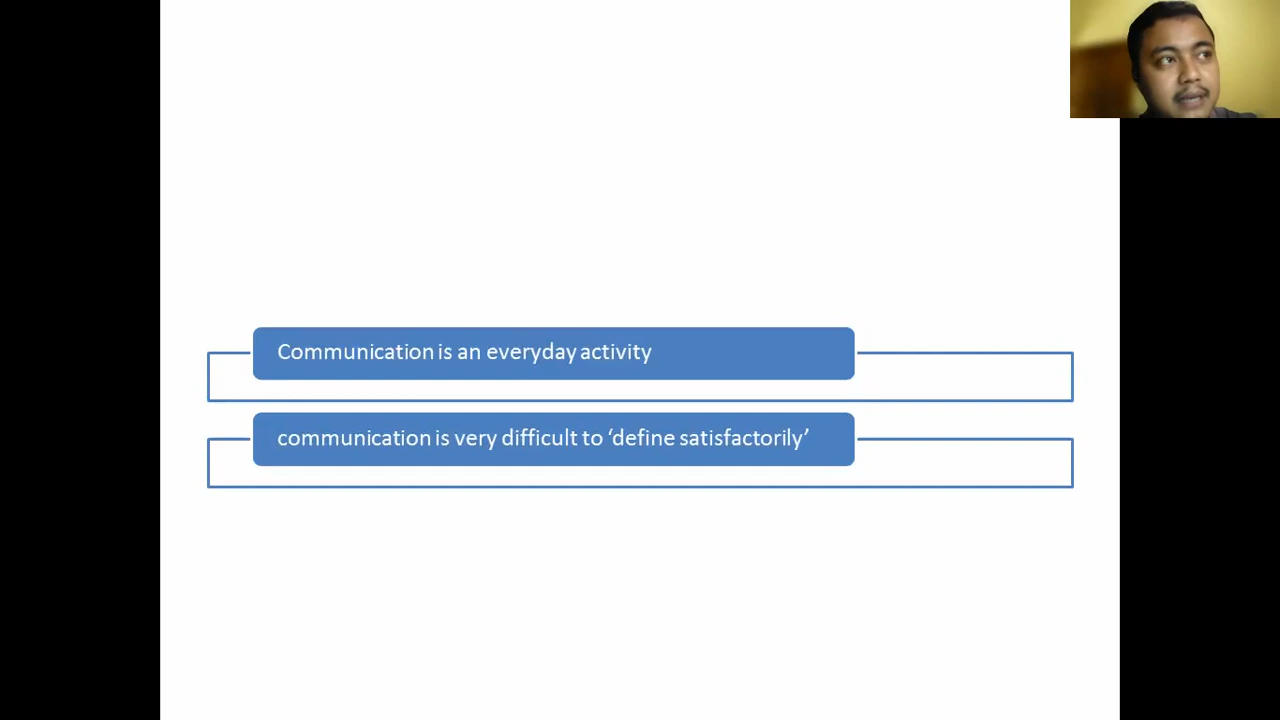 Communication is an everyday activity
communication is very difficult to ‘define satisfactorily’